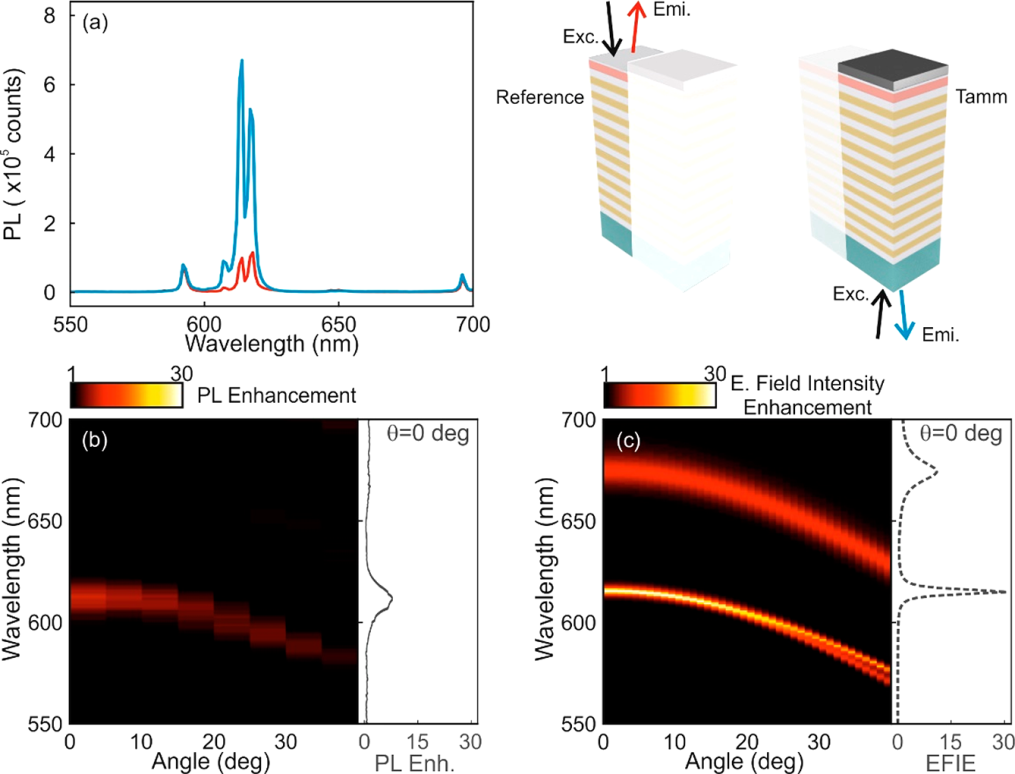 (a)
8
6
4
2
0
PL ( x10⁵ counts)
550 600 650 700
Wavelength (nm)
Exc.
Emi.
Reference
Tamm
Exc.
Emi.
1 30
PL Enhancement
(b)
θ=0 deg
700
650
600
550
Wavelength (nm)
0 10 20 30
Angle (deg)
0 15 30
PL Enh.
1 30
E. Field Intensity
Enhancement
(c)
θ=0 deg
700
650
600
550
Wavelength (nm)
0 10 20 30
Angle (deg)
0 15 30
EFIE